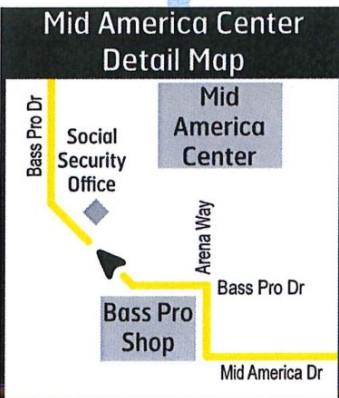 Mid America Center
Detail Map
Bass Pro Dr
Mid
America
Center
Social
Security
Office
Arena Way
Bass Pro Dr
Bass Pro
Shop
Mid America Dr